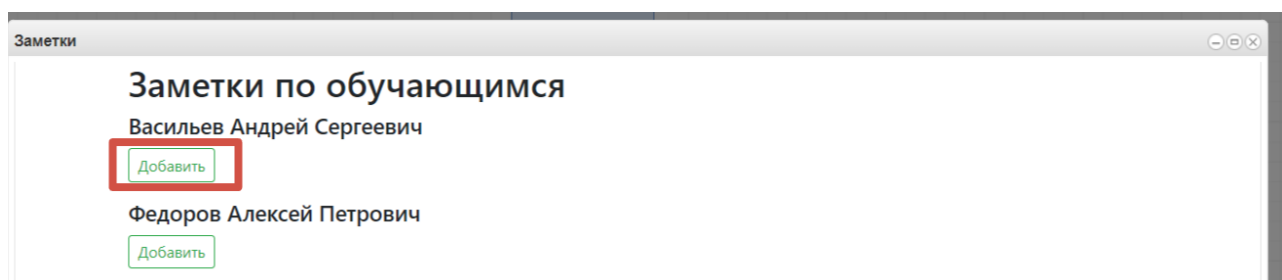 Заметки
Заметки по обучающимся
Васильев Андрей Сергеевич
Добавить
Федоров Алексей Петрович
Добавить